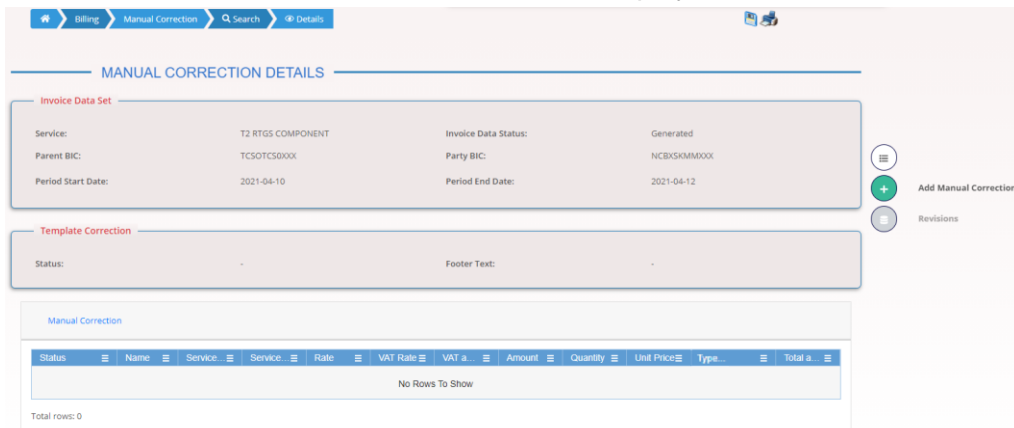 Billing Manual Correction Search Details
MANUAL CORRECTION DETAILS
Invoice Data Set
Service: T2 RTGS COMPONENT Invoice Data Status: Generated
Parent BIC: TCSOTCS0XXX Party BIC: NCBXSKMMXXX
Period Start Date: 2021-04-10 Period End Date: 2021-04-12
Add Manual Correction
Revisions
Template Correction
Status: - Footer Text: -
Manual Correction
Status Name Service... Service... Rate VAT Rate VAT a... Amount Quantity Unit Price Type... Total a...
No Rows To Show
Total rows: 0